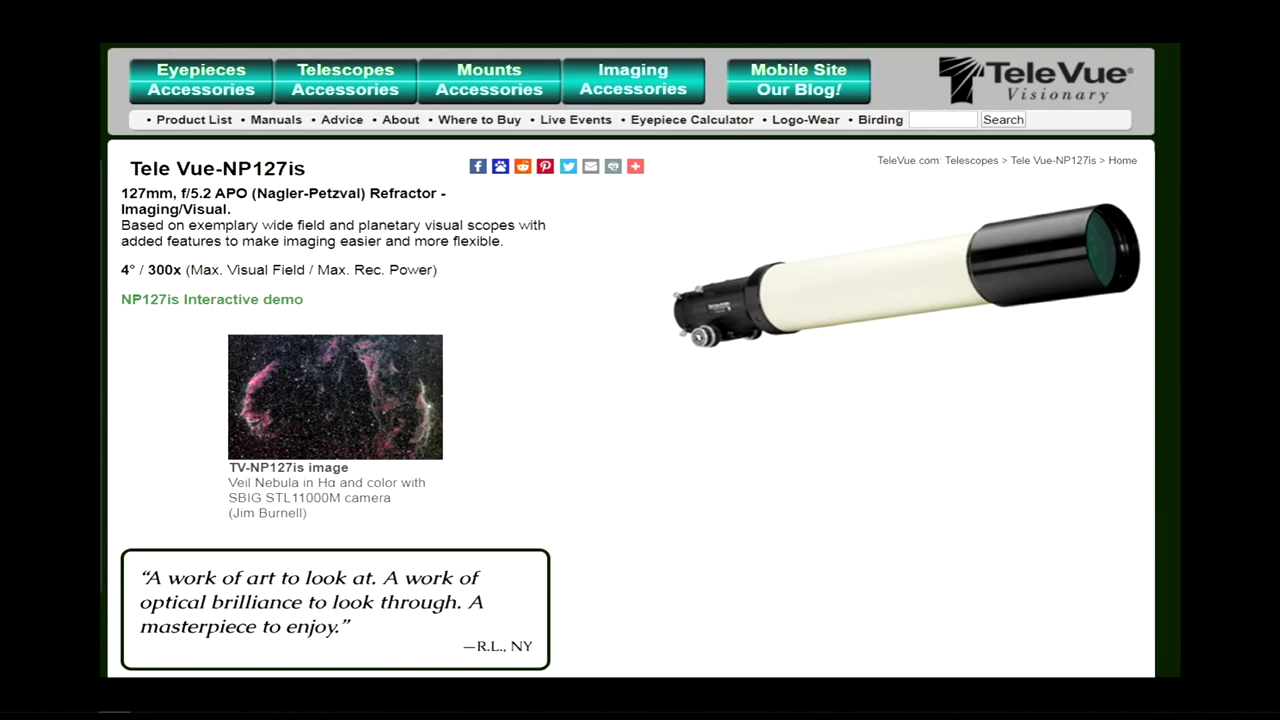 Eyepieces
Accessories
Telescopes
Accessories
Mounts
Accessories
Imaging
Accessories
Mobile Site
Our Blog!
TeleVue®
Visionary
• Product List • Manuals • Advice • About • Where to Buy • Live Events • Eyepiece Calculator • Logo-Wear • Birding Search
Tele Vue-NP127is
TeleVue.com: Telescopes > Tele Vue-NP127is > Home
127mm, f/5.2 APO (Nagler-Petzval) Refractor -
Imaging/Visual.
Based on exemplary wide field and planetary visual scopes with
added features to make imaging easier and more flexible.
4° / 300x (Max. Visual Field / Max. Rec. Power)
NP127is Interactive demo
TV-NP127is image
Veil Nebula in Hα and color with
SBIG STL11000M camera
(Jim Burnell)
“A work of art to look at. A work of
optical brilliance to look through. A
masterpiece to enjoy.”
—R.L., NY